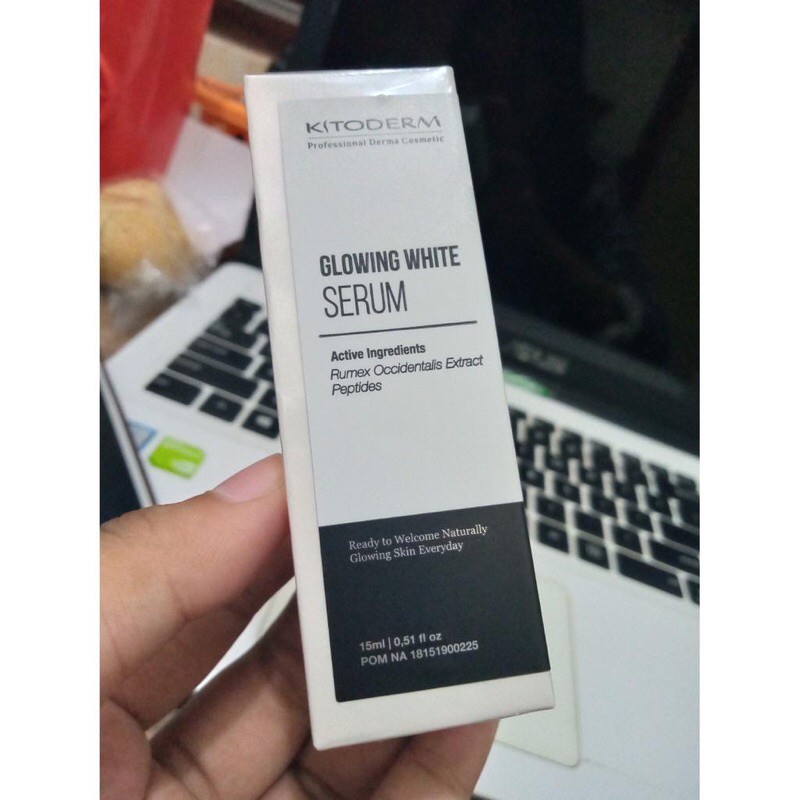 KITODERM
Professional Derma Cosmetic
GLOWING WHITE
SERUM
Active Ingredients
Rumex Occidentalis Extract
Peptides
Ready to Welcome Naturally
Glowing Skin Everyday
15ml | 0,51 fl oz
POM NA 18151900225
ASUS